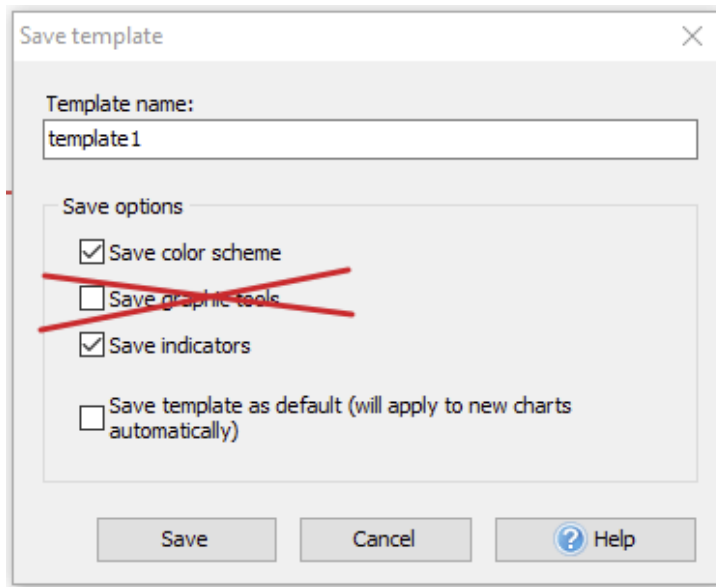 Save template
Template name:
template1
Save options
Save color scheme
Save graphic tools
Save indicators
Save template as default (will apply to new charts
automatically)
Save
Cancel
Help